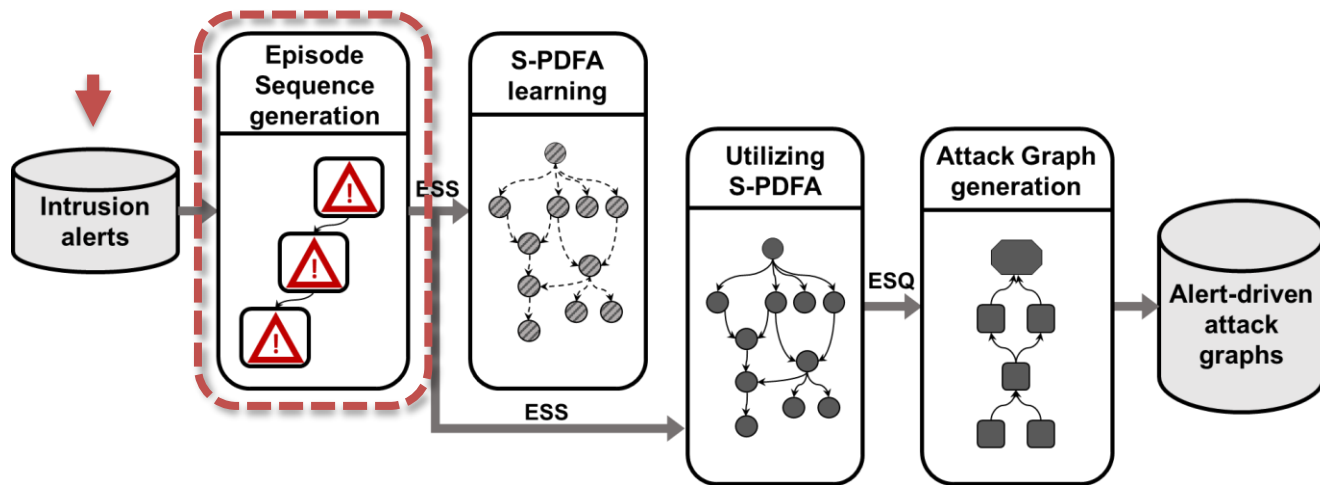 Intrusion
alerts
Episode
Sequence
generation
!
!
!
ESS
S-PDFA
learning
ESS
Utilizing
S-PDFA
ESQ
Attack Graph
generation
Alert-driven
attack
graphs